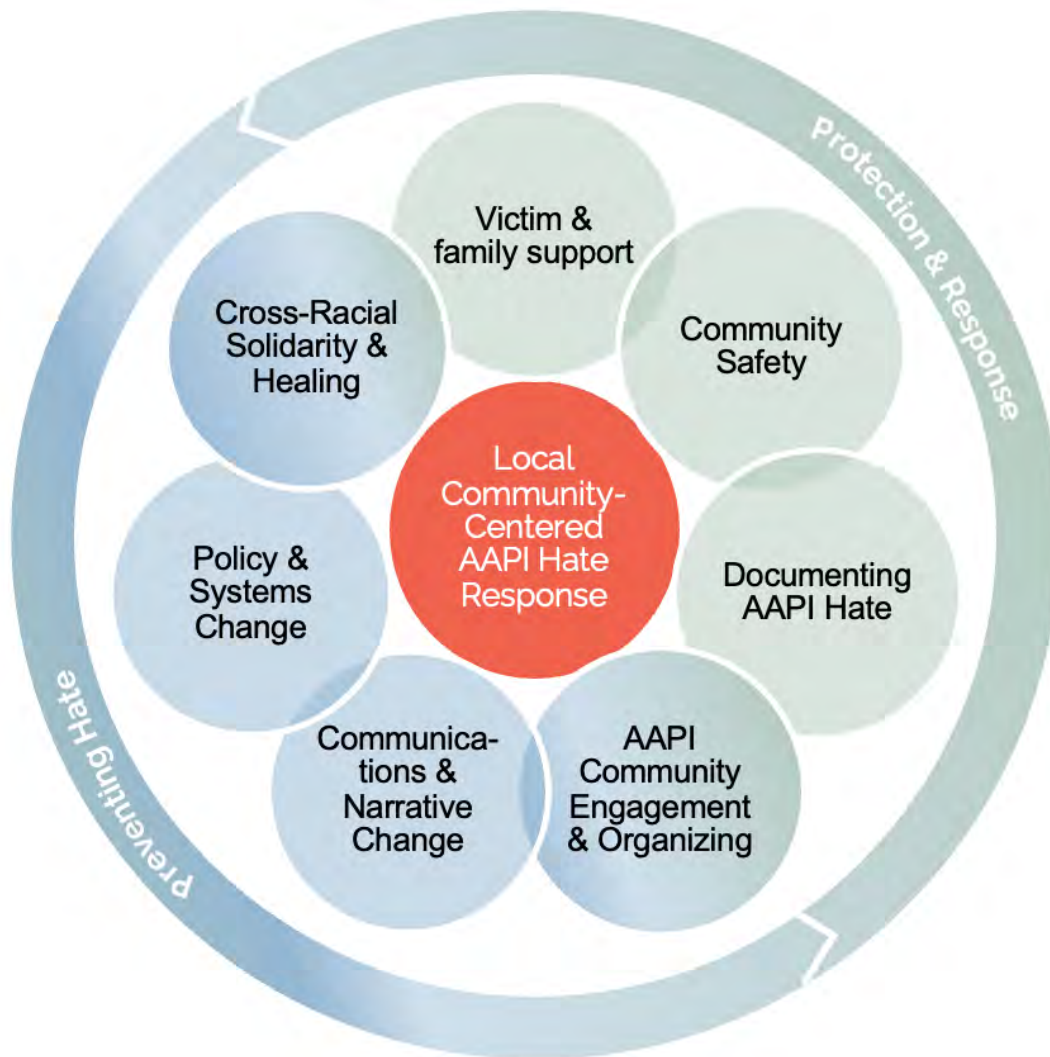 Protection & Response
Victim &
family support
Cross-Racial
Solidarity &
Healing
Community
Safety
Local
Community-
Centered
AAPI Hate
Response
Policy &
Systems
Change
Documenting
AAPI Hate
Communica-
tions &
Narrative
Change
AAPI
Community
Engagement
& Organizing
Preventing Hate